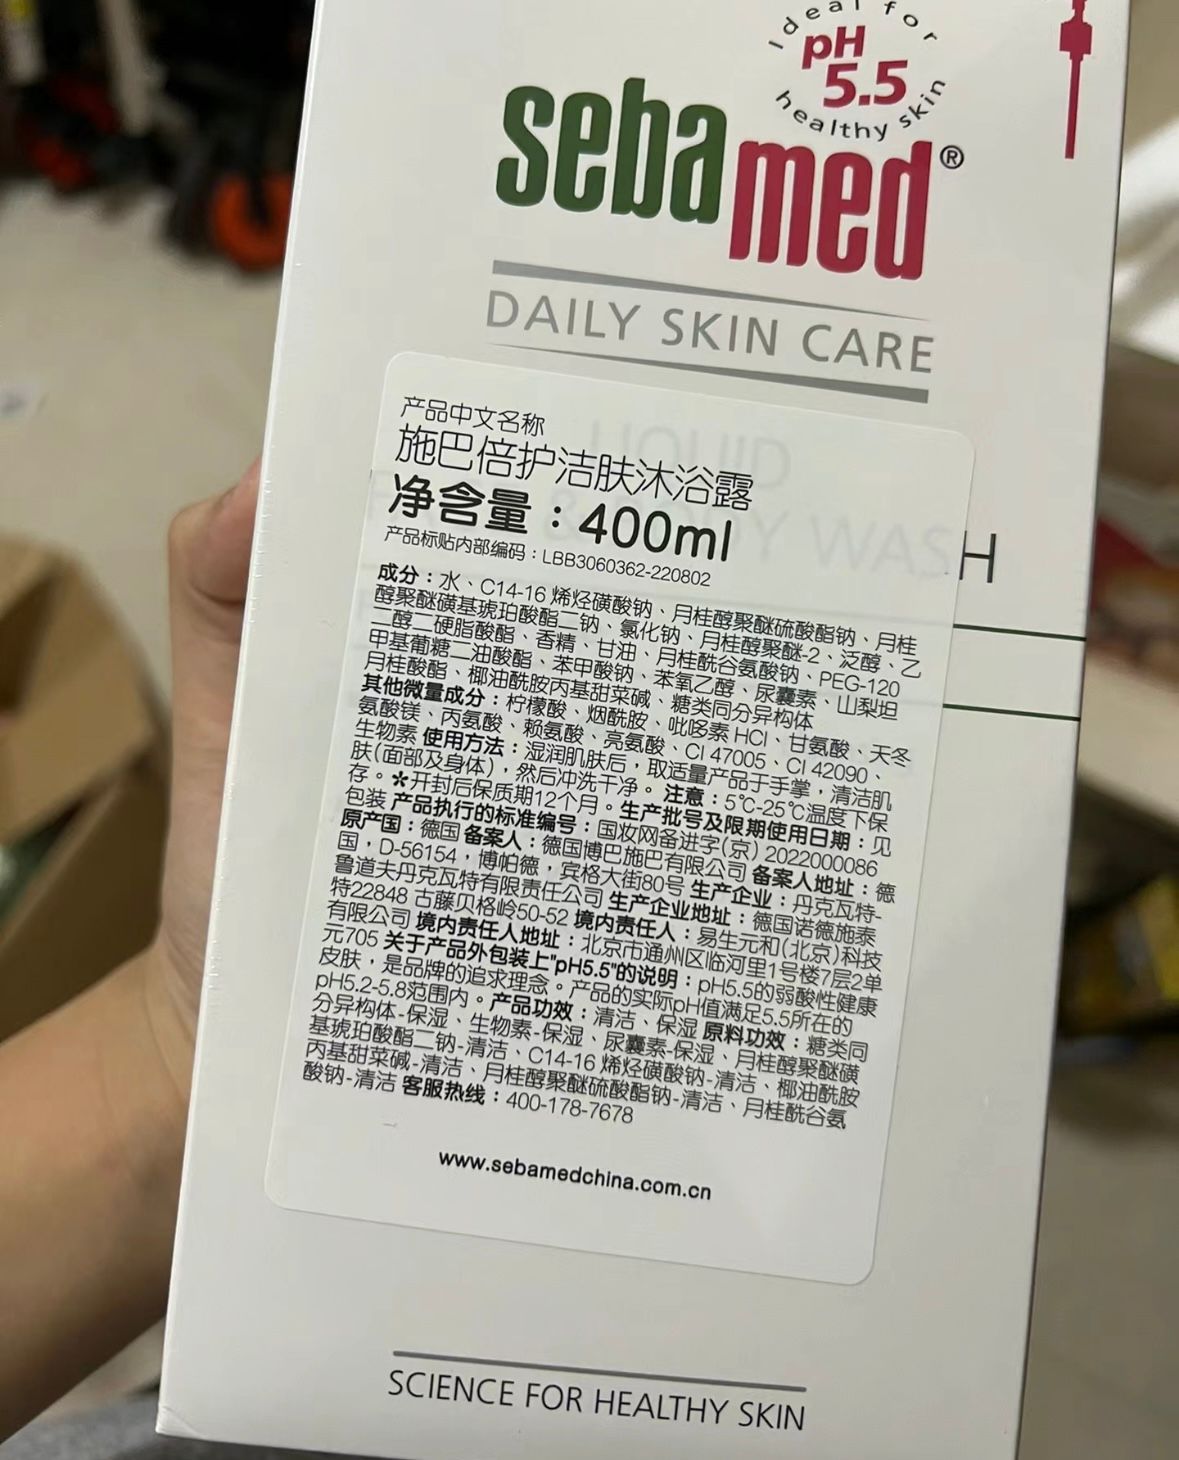 Ideal for
pH
5.5
healthy skin
sebamed®
DAILY SKIN CARE
LIQUID
& BODY WASH
产品中文名称
施巴倍护洁肤沐浴露
净含量：400ml
产品标贴内部编码：LBB3060362-220802
成分：水、C14-16 烯烃磺酸钠、月桂醇聚醚硫酸酯钠、月桂
醇聚醚磺基琥珀酸酯二钠、氯化钠、月桂醇聚醚-2、泛醇、乙
二醇二硬脂酸酯、香精、甘油、月桂酰谷氨酸钠、PEG-120
甲基葡糖二油酸酯、苯甲酸钠、苯氧乙醇、尿囊素、山梨坦
月桂酸酯、椰油酰胺丙基甜菜碱、糖类同分异构体
其他微量成分：柠檬酸、烟酰胺、吡哆素 HCl、甘氨酸、天冬
氨酸镁、丙氨酸、赖氨酸、亮氨酸、CI 47005、CI 42090、
生物素 使用方法：湿润肌肤后，取适量产品于手掌，清洁肌
肤(面部及身体)，然后冲洗干净。 注意：5℃-25℃温度下保
存。*开封后保质期12个月。生产批号及限期使用日期：见
包装 产品执行的标准编号：国妆网备进字(京) 2022000086
原产国：德国 备案人：德国博巴施巴有限公司 备案人地址：德
国，D-56154，博帕德，宾格大街80号 生产企业：丹克瓦特-
鲁道夫丹克瓦特有限责任公司 生产企业地址：德国诺德施泰
特22848 古藤贝格岭50-52 境内责任人：易生元和(北京)科技
有限公司 境内责任人地址：北京市通州区临河里1号楼7层2单
元705 关于产品外包装上"pH5.5"的说明：pH5.5的弱酸性健康
皮肤，是品牌的追求理念。产品的实际pH值满足5.5所在的
pH5.2-5.8范围内。产品功效：清洁、保湿 原料功效：糖类同
分异构体-保湿、生物素-保湿、尿囊素-保湿、月桂醇聚醚磺
基琥珀酸酯二钠-清洁、C14-16 烯烃磺酸钠-清洁、椰油酰胺
丙基甜菜碱-清洁、月桂醇聚醚硫酸酯钠-清洁、月桂酰谷氨
酸钠-清洁 客服热线：400-178-7678
www.sebamedchina.com.cn
SCIENCE FOR HEALTHY SKIN